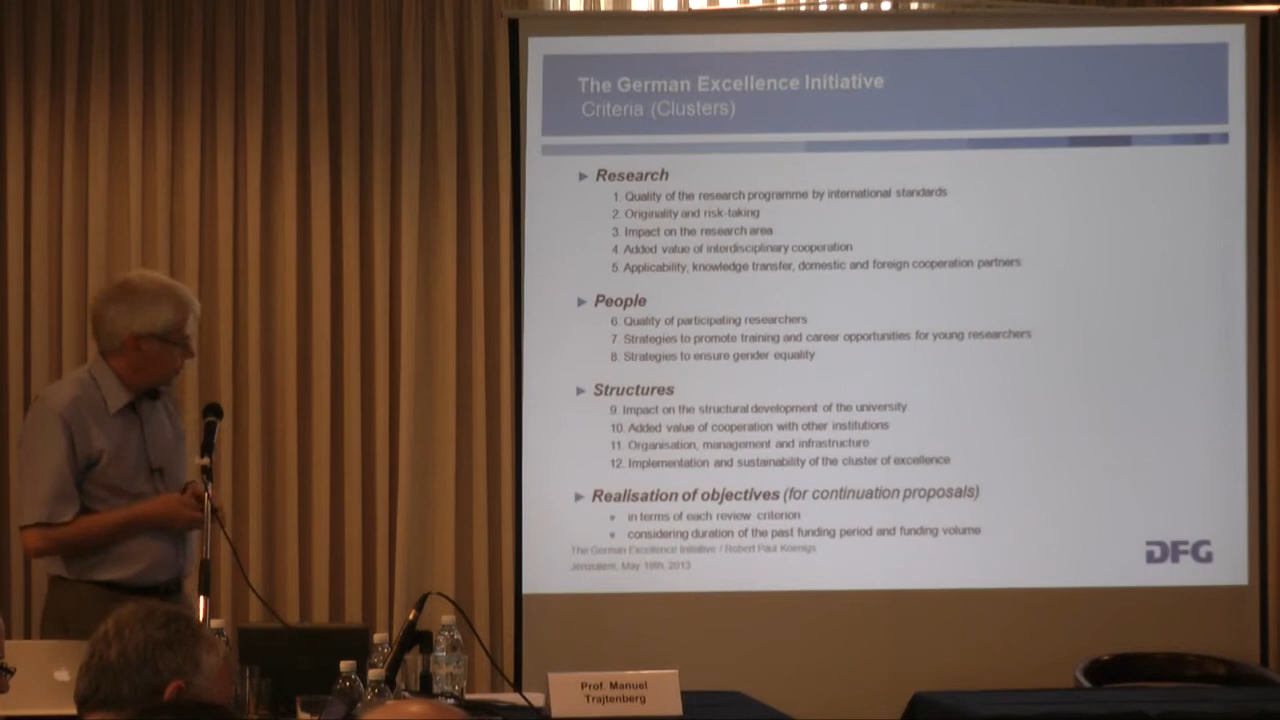 The German Excellence Initiative
Criteria (Clusters)
Research
1. Quality of the research programme by international standards
2. Originality and risk-taking
3. Impact on the research area
4. Added value of interdisciplinary cooperation
5. Applicability, knowledge transfer, domestic and foreign cooperation partners
People
6. Quality of participating researchers
7. Strategies to promote training and career opportunities for young researchers
8. Strategies to ensure gender equality
Structures
9. Impact on the structural development of the university
10. Added value of cooperation with other institutions
11. Organisation, management and infrastructure
12. Implementation and sustainability of the cluster of excellence
Realisation of objectives (for continuation proposals)
in terms of each review criterion
considering duration of the past funding period and funding volume
The German Excellence Initiative / Robert Paul Koenigs
Jerusalem, May 16th, 2013
DFG
Prof. Manuel
Trajtenberg